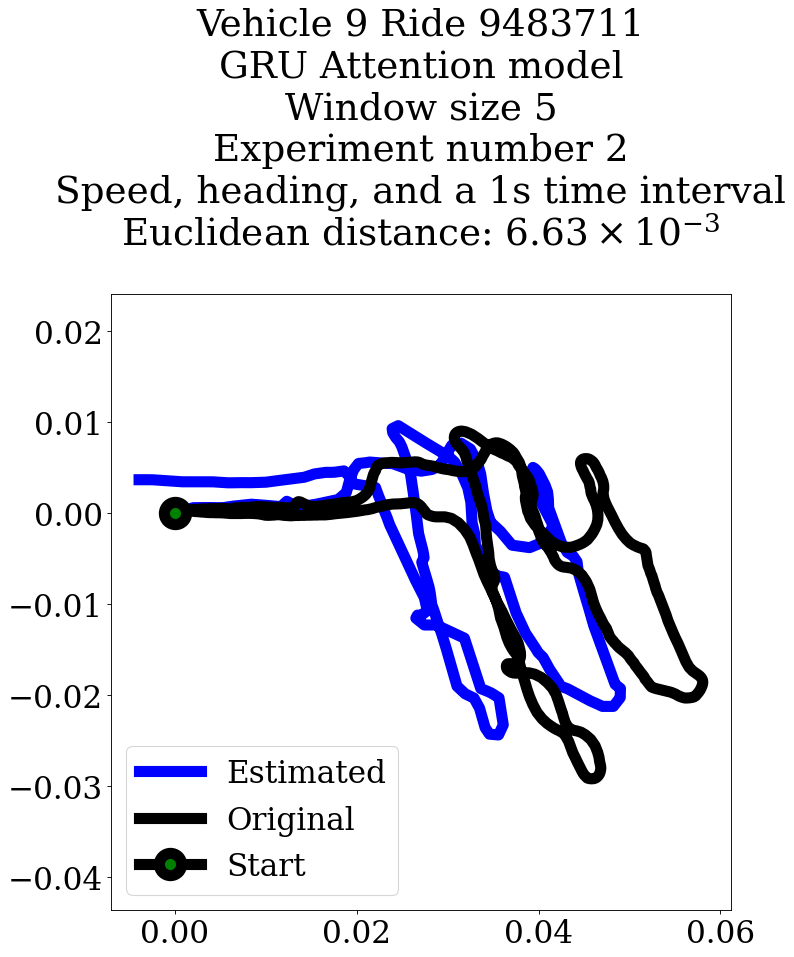 Vehicle 9 Ride 9483711
GRU Attention model
Window size 5
Experiment number 2
Speed, heading, and a 1s time interval
Euclidean distance: 6.63 × 10⁻³
0.02
0.01
0.00
−0.01
−0.02
−0.03
−0.04
Estimated
Original
Start
0.00 0.02 0.04 0.06